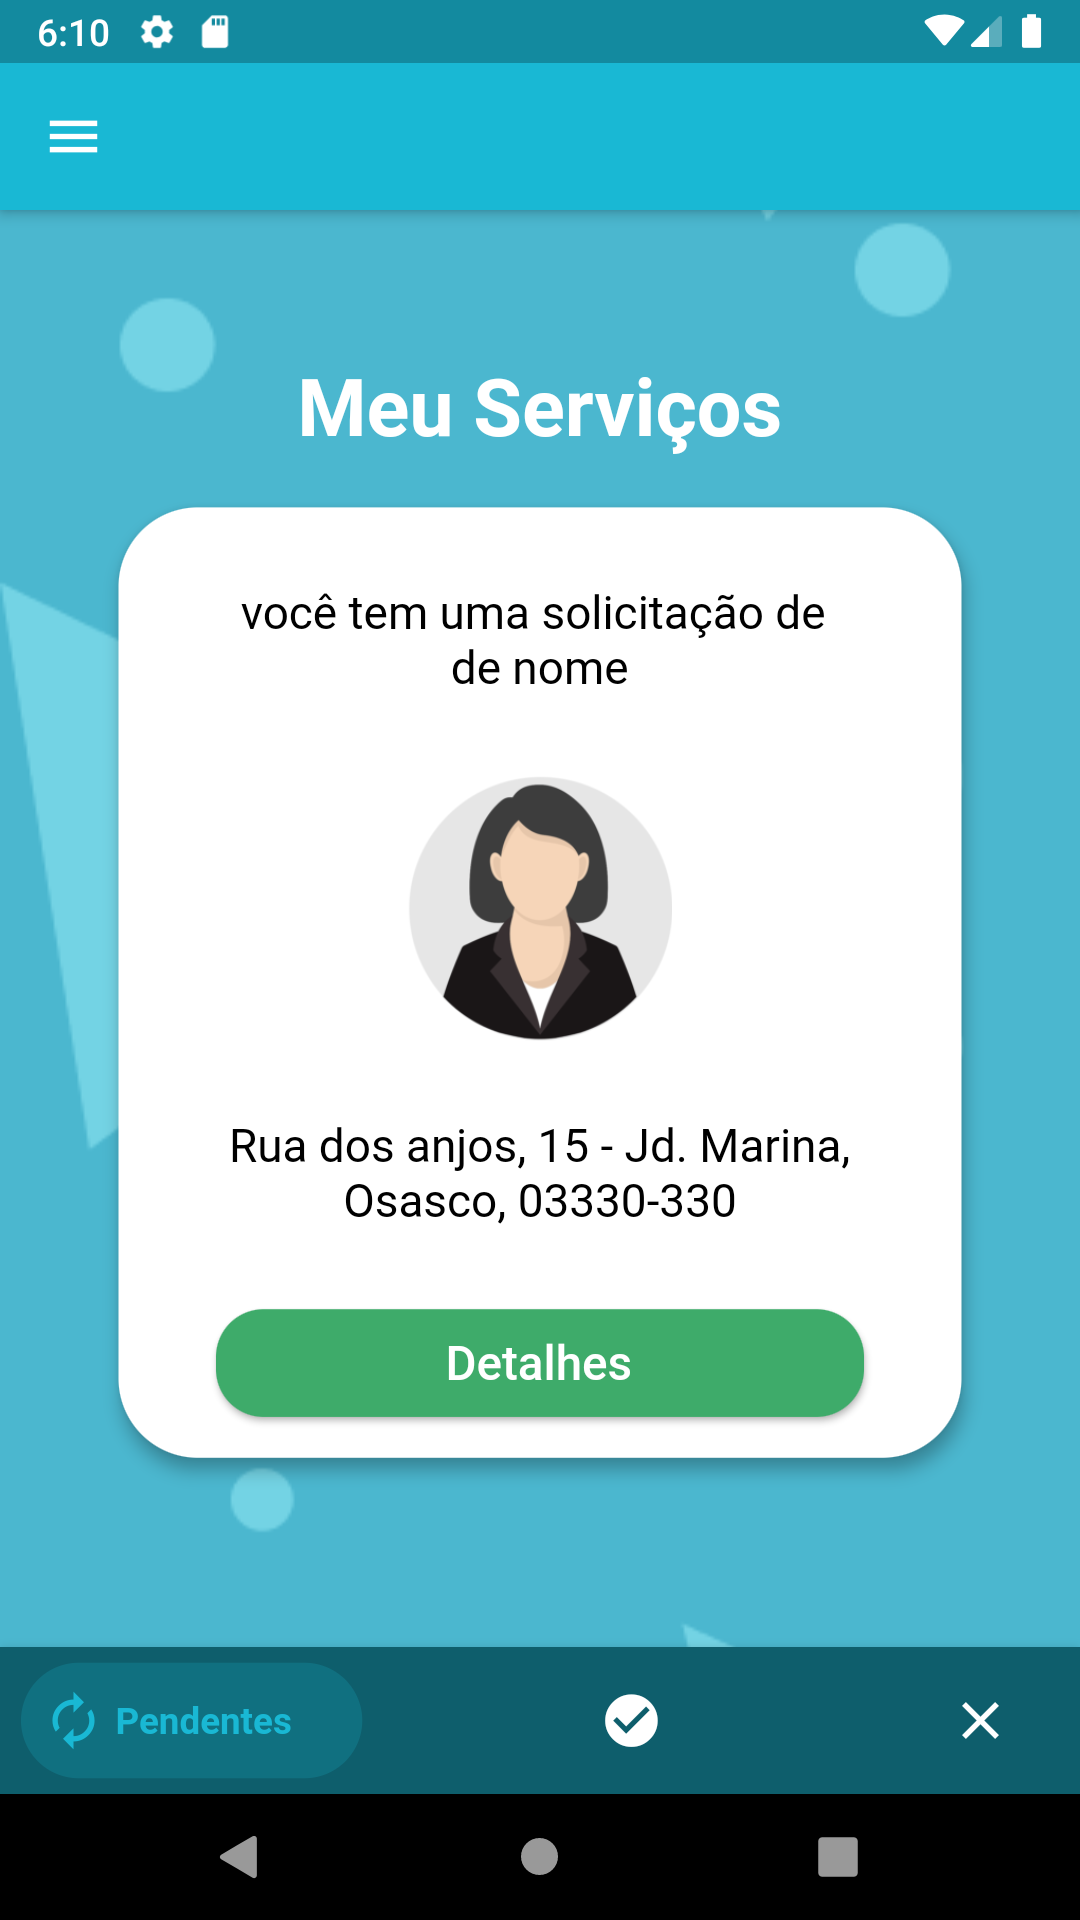 6:10
Meu Serviços
você tem uma solicitação de
de nome
Rua dos anjos, 15 - Jd. Marina,
Osasco, 03330-330
Detalhes
Pendentes